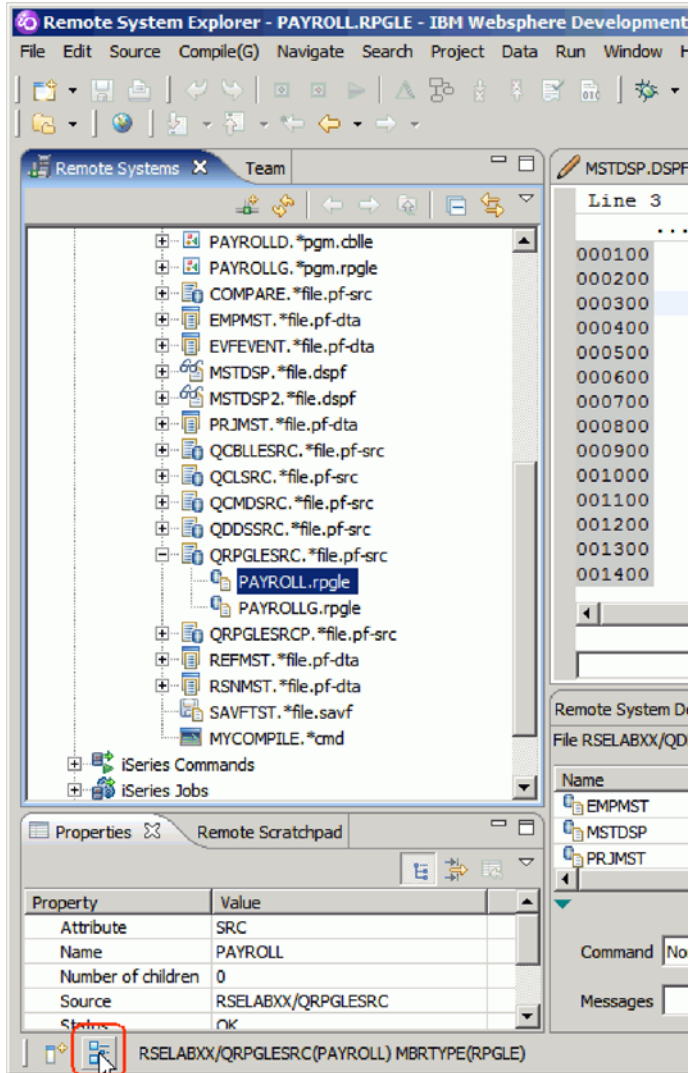 Remote System Explorer - PAYROLL.RPGLE - IBM Websphere Development
File Edit Source Compile(G) Navigate Search Project Data Run Window H
Remote Systems Team
MSTDSP.DSPF
Line 3
...
PAYROLLD.*pgm.cblle
PAYROLLG.*pgm.rpgle
COMPARE.*file.pf-src
EMPMST.*file.pf-dta
EVFEVENT.*file.pf-dta
MSTDSP.*file.dspf
MSTDSP2.*file.dspf
PRJMST.*file.pf-dta
QCBLLESRC.*file.pf-src
QCLSRC.*file.pf-src
QCMDSRC.*file.pf-src
QDDSSRC.*file.pf-src
QRPGLESRC.*file.pf-src
PAYROLL.rpgle
PAYROLLG.rpgle
QRPGLESRCP.*file.pf-src
REFMST.*file.pf-dta
RSNMST.*file.pf-dta
SAVFTST.*file.savf
MYCOMPILE.*cmd
iSeries Commands
iSeries Jobs
000100
000200
000300
000400
000500
000600
000700
000800
000900
001000
001100
001200
001300
001400
Remote System De
File RSELABXX/QD
Name
EMPMST
MSTDSP
PRJMST
Command No
Messages
Properties Remote Scratchpad
Property Value
Attribute SRC
Name PAYROLL
Number of children 0
Source RSELABXX/QRPGLESRC
Status OK
RSELABXX/QRPGLESRC(PAYROLL) MBRTYPE(RPGLE)